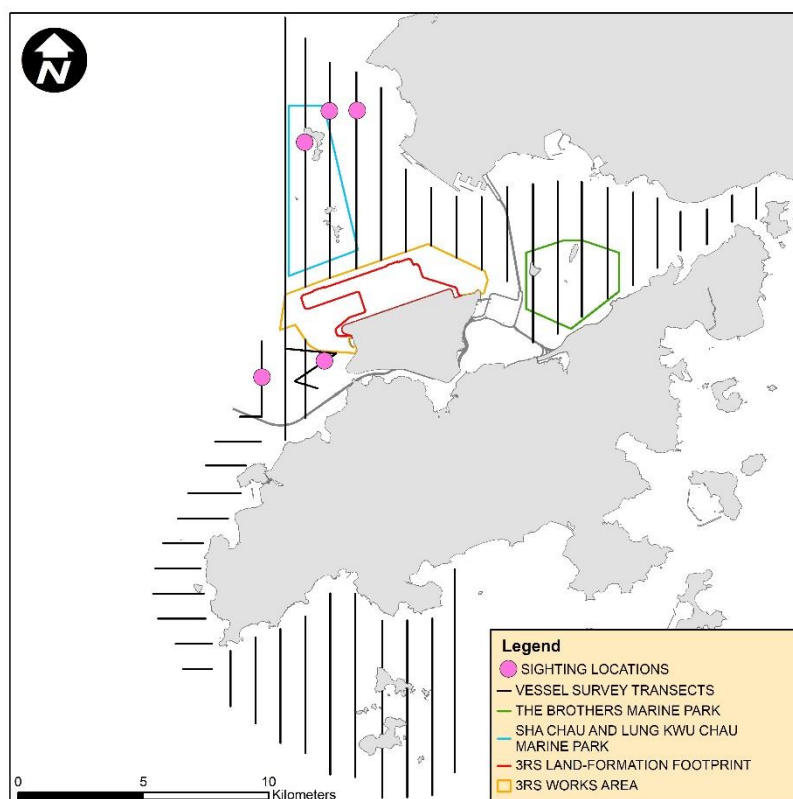 N
Legend
SIGHTING LOCATIONS
VESSEL SURVEY TRANSECTS
THE BROTHERS MARINE PARK
SHA CHAU AND LUNG KWU CHAU
MARINE PARK
3RS LAND-FORMATION FOOTPRINT
3RS WORKS AREA
0 5 10
Kilometers